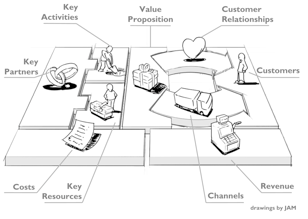 Key
Activities
Value
Proposition
Customer
Relationships
Key
Partners
Customers
Costs
Key
Resources
Channels
Revenue
drawings by JAM